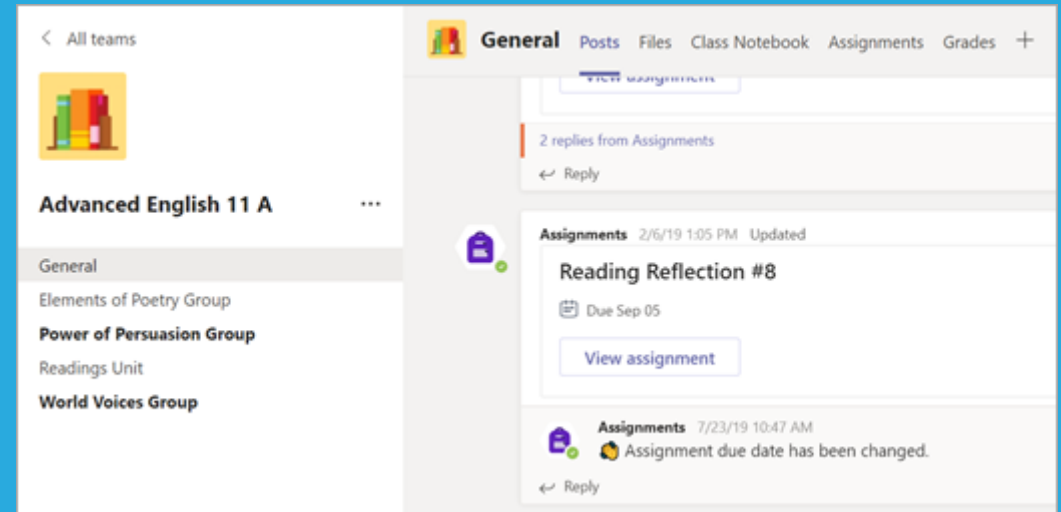 All teams
Advanced English 11 A
General
Elements of Poetry Group
Power of Persuasion Group
Readings Unit
World Voices Group
General Posts Files Class Notebook Assignments Grades
View assignment
2 replies from Assignments
Reply
Assignments 2/6/19 1:05 PM Updated
Reading Reflection #8
Due Sep 05
View assignment
Assignments 7/23/19 10:47 AM
Assignment due date has been changed.
Reply